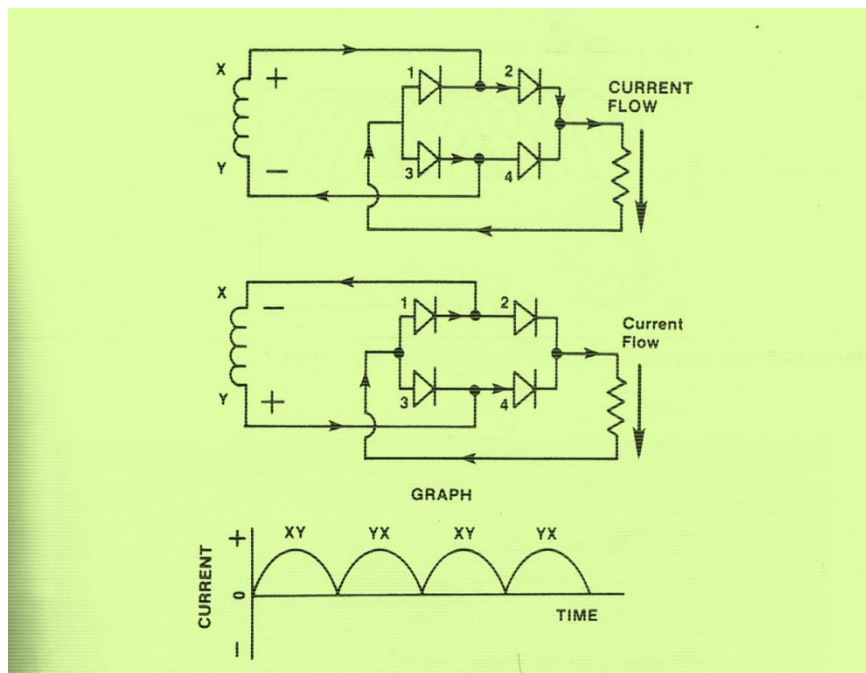 X
+
1
2
CURRENT
FLOW
Y
—
3
4
X
—
1
2
Current
Flow
Y
+
3
4
GRAPH
CURRENT
+
0
—
XY
YX
XY
YX
TIME